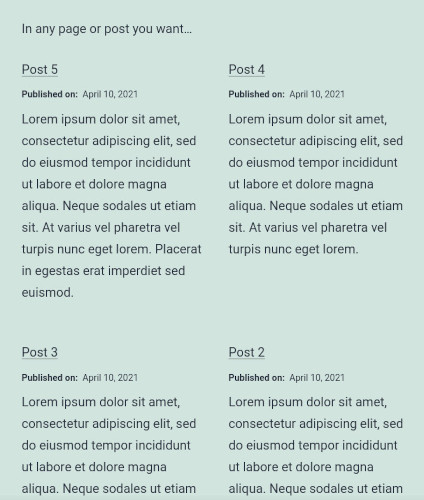 In any page or post you want...
Post 5
Published on: April 10, 2021
Lorem ipsum dolor sit amet,
consectetur adipiscing elit, sed
do eiusmod tempor incididunt
ut labore et dolore magna
aliqua. Neque sodales ut etiam
sit. At varius vel pharetra vel
turpis nunc eget lorem. Placerat
in egestas erat imperdiet sed
euismod.
Post 4
Published on: April 10, 2021
Lorem ipsum dolor sit amet,
consectetur adipiscing elit, sed
do eiusmod tempor incididunt
ut labore et dolore magna
aliqua. Neque sodales ut etiam
sit. At varius vel pharetra vel
turpis nunc eget lorem.
Post 3
Published on: April 10, 2021
Lorem ipsum dolor sit amet,
consectetur adipiscing elit, sed
do eiusmod tempor incididunt
ut labore et dolore magna
aliqua. Neque sodales ut etiam
Post 2
Published on: April 10, 2021
Lorem ipsum dolor sit amet,
consectetur adipiscing elit, sed
do eiusmod tempor incididunt
ut labore et dolore magna
aliqua. Neque sodales ut etiam